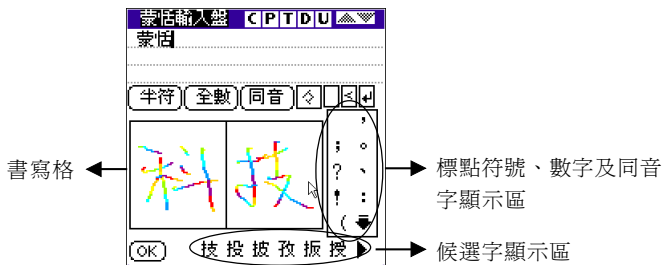 蒙恬輸入盤 C P T D U
蒙恬
半符 全數 同音
科技
, ; 。 ? 、 ! : (
OK 技 投 披 孜 扳 授
書寫格
標點符號、數字及同音
字顯示區
候選字顯示區